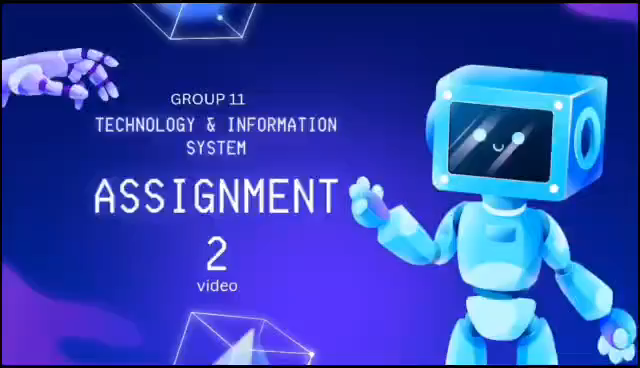 GROUP 11
TECHNOLOGY & INFORMATION
SYSTEM
ASSIGNMENT
2
video